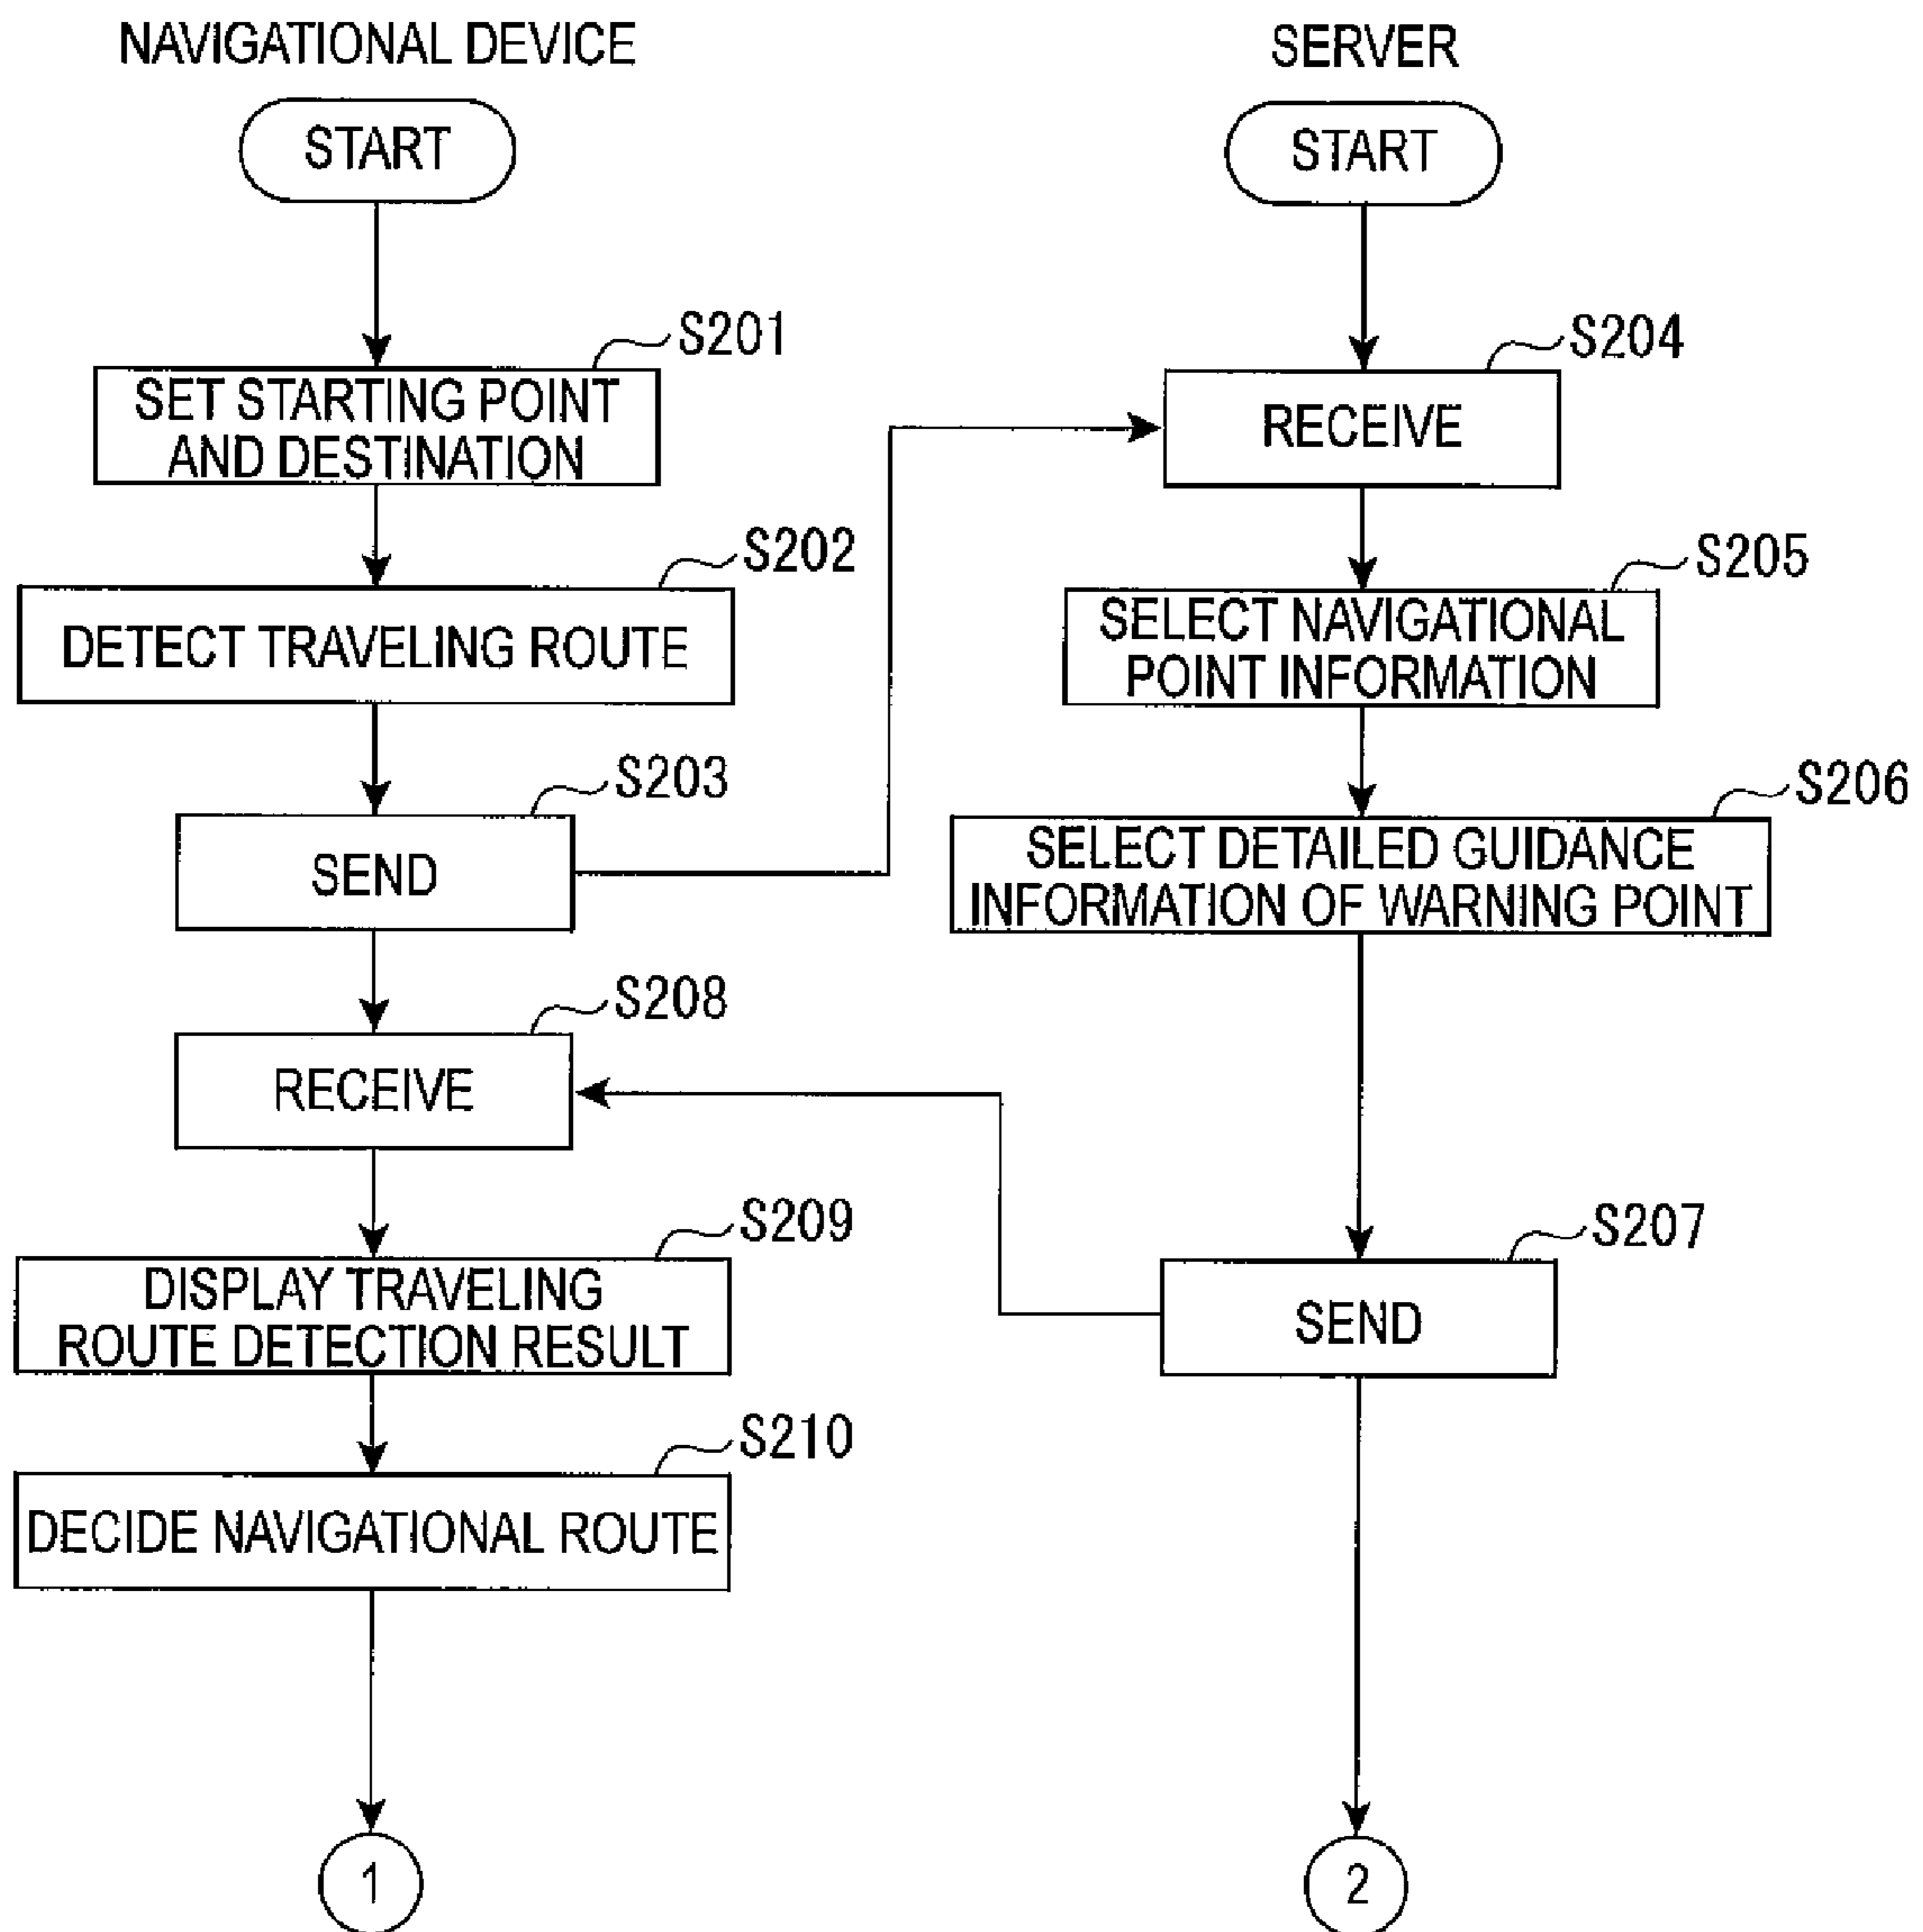 NAVIGATIONAL DEVICE
START
S201
SET STARTING POINT
AND DESTINATION
S202
DETECT TRAVELING ROUTE
S203
SEND
S208
RECEIVE
S209
DISPLAY TRAVELING
ROUTE DETECTION RESULT
S210
DECIDE NAVIGATIONAL ROUTE
1
SERVER
START
S204
RECEIVE
S205
SELECT NAVIGATIONAL
POINT INFORMATION
S206
SELECT DETAILED GUIDANCE
INFORMATION OF WARNING POINT
S207
SEND
2